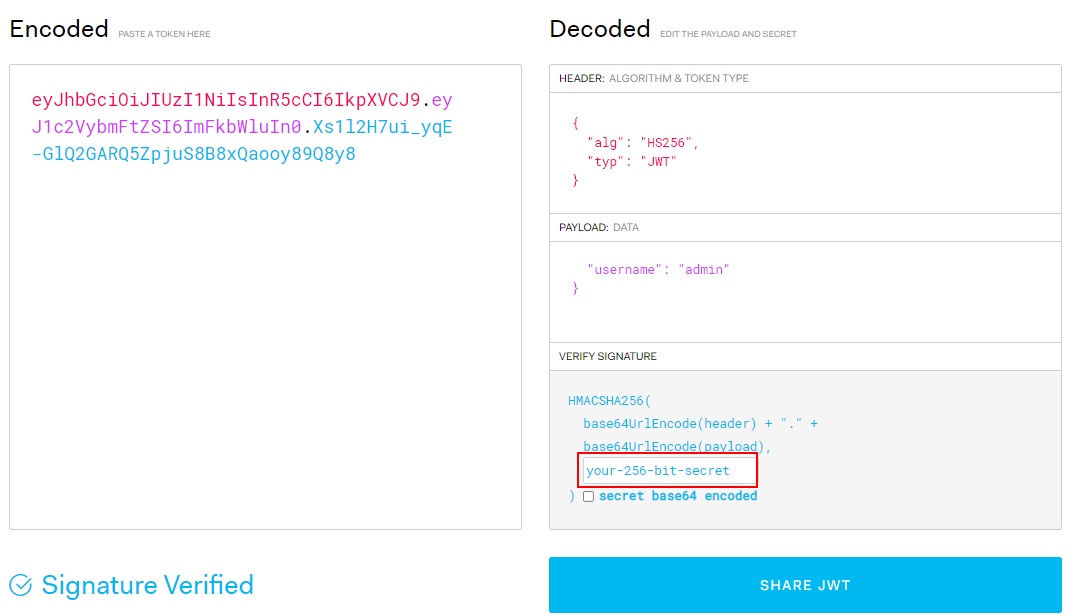 Encoded PASTE A TOKEN HERE
eyJhbGciOiJIUzI1NiIsInR5cCI6IkpXVCJ9.ey
J1c2VybmFtZSI6ImFkbWluIn0.Xs1l2H7ui_yqE
-GlQ2GARQ5ZpjuS8B8xQaooy89Q8y8
Signature Verified
Decoded EDIT THE PAYLOAD AND SECRET
HEADER: ALGORITHM & TOKEN TYPE
{
"alg": "HS256",
"typ": "JWT"
}
PAYLOAD: DATA
"username": "admin"
}
VERIFY SIGNATURE
HMACSHA256(
base64UrlEncode(header) + "." +
base64UrlEncode(payload),
your-256-bit-secret
) secret base64 encoded
SHARE JWT